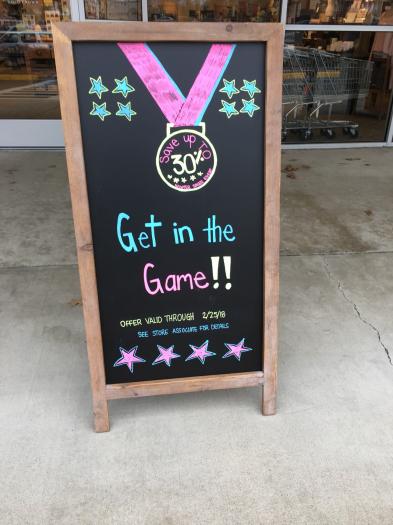 Save up To
30%
Get in the
Game!!
OFFER VALID THROUGH 2/25/18
SEE STORE ASSOCIATE FOR DETAILS